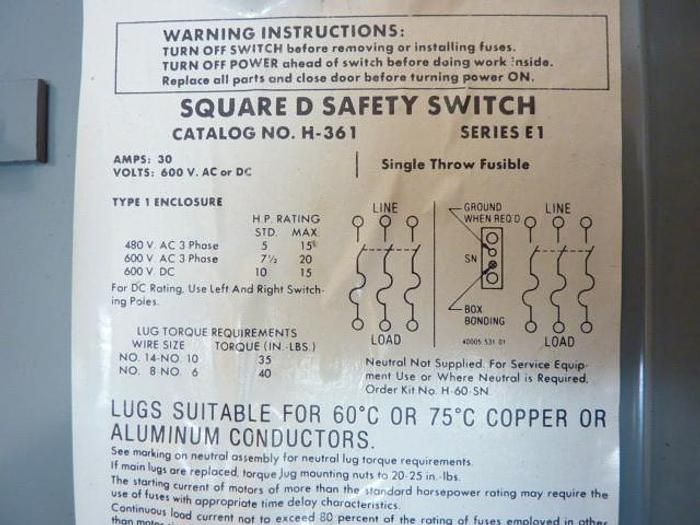 WARNING INSTRUCTIONS:
TURN OFF SWITCH before removing or installing fuses.
TURN OFF POWER ahead of switch before doing work inside.
Replace all parts and close door before turning power ON.
SQUARE D SAFETY SWITCH
CATALOG NO. H-361 SERIES E1
AMPS: 30
VOLTS: 600 V. AC or DC
Single Throw Fusible
TYPE 1 ENCLOSURE
H.P. RATING
STD. MAX.
480 V. AC 3 Phase 5 15
600 V. AC 3 Phase 7½ 20
600 V. DC 10 15
For DC Rating, Use Left And Right Switch-
ing Poles.
LINE
LOAD
GROUND
WHEN REQ'D
LINE
SN
BOX
BONDING
40005 531 01
LOAD
LUG TORQUE REQUIREMENTS
WIRE SIZE TORQUE (IN.-LBS.)
NO. 14-NO. 10 35
NO. 8-NO. 6 40
Neutral Not Supplied. For Service Equip-
ment Use or Where Neutral is Required,
Order Kit No. H-60-SN.
LUGS SUITABLE FOR 60°C OR 75°C COPPER OR
ALUMINUM CONDUCTORS.
See marking on neutral assembly for neutral lug torque requirements.
If main lugs are replaced, torque lug mounting nuts to 20-25 in.-lbs.
The starting current of motors of more than the standard horsepower rating may require the
use of fuses with appropriate time delay characteristics.
Continuous load current not to exceed 80 percent of the rating of fuses employed in other
than motor